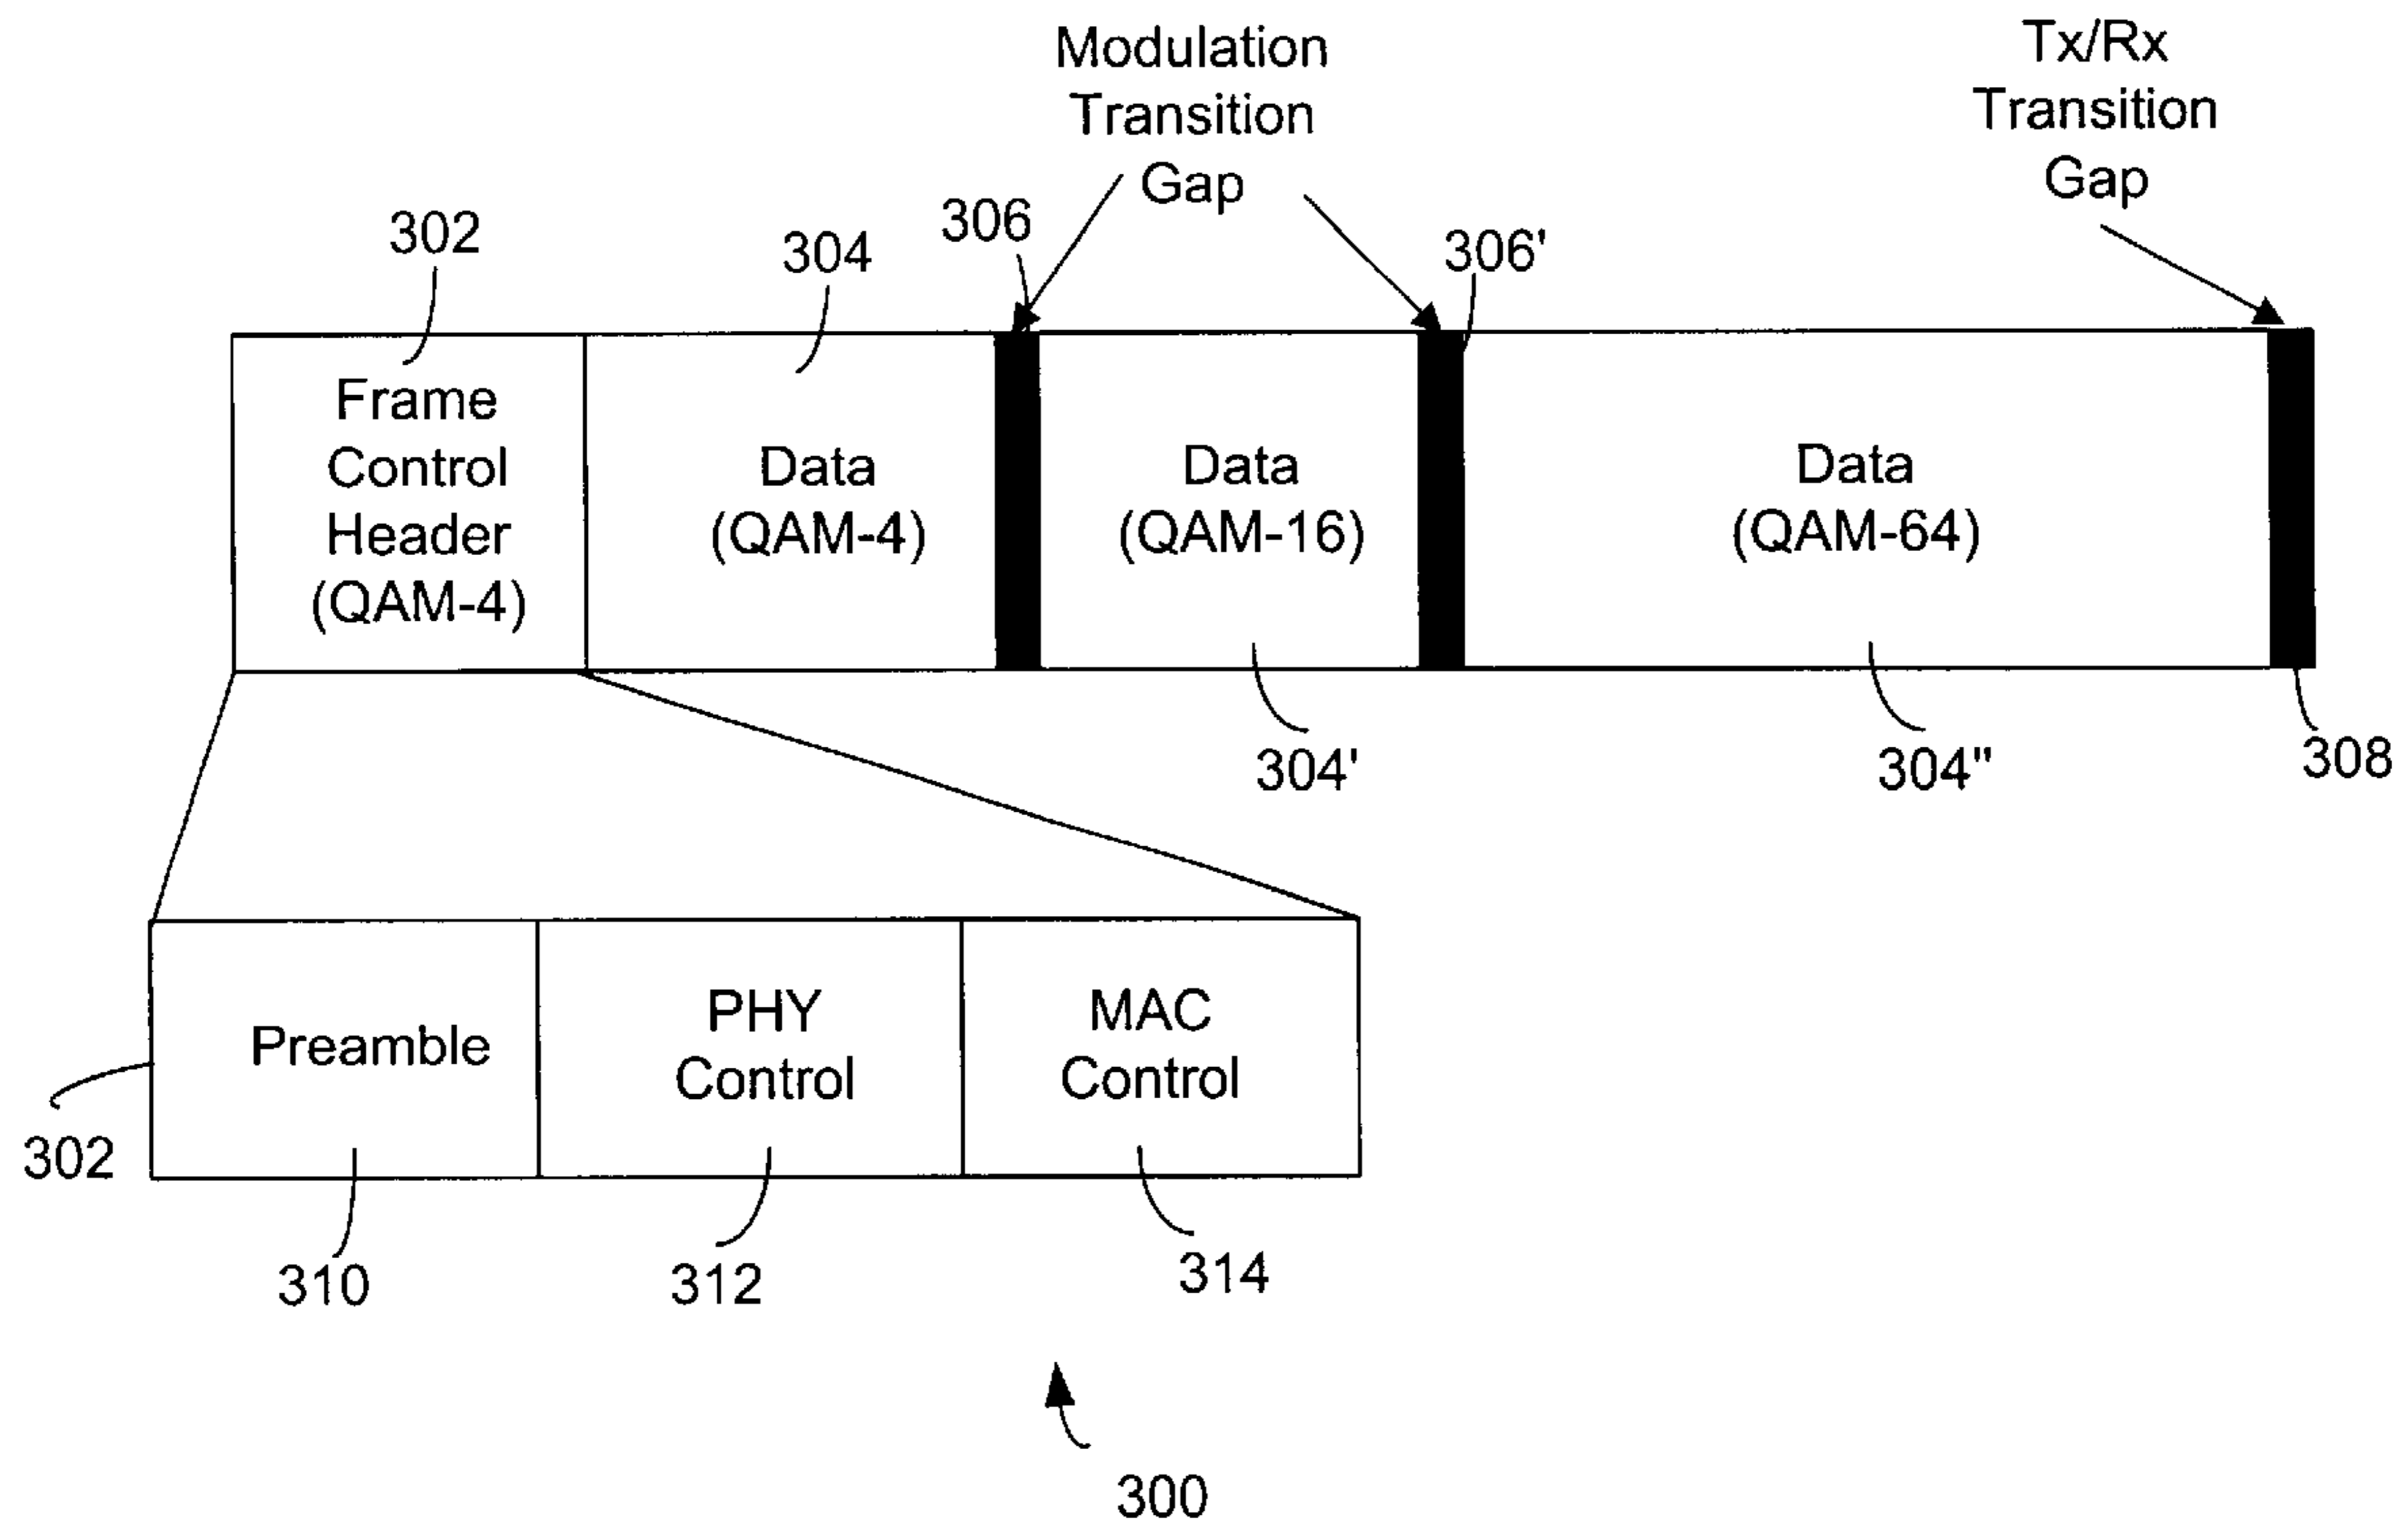 Modulation
Transition
Gap
Tx/Rx
Transition
Gap
302
304
306
306'
Frame
Control
Header
(QAM-4)
Data
(QAM-4)
Data
(QAM-16)
Data
(QAM-64)
304'
304"
308
Preamble
PHY
Control
MAC
Control
302
310
312
314
300